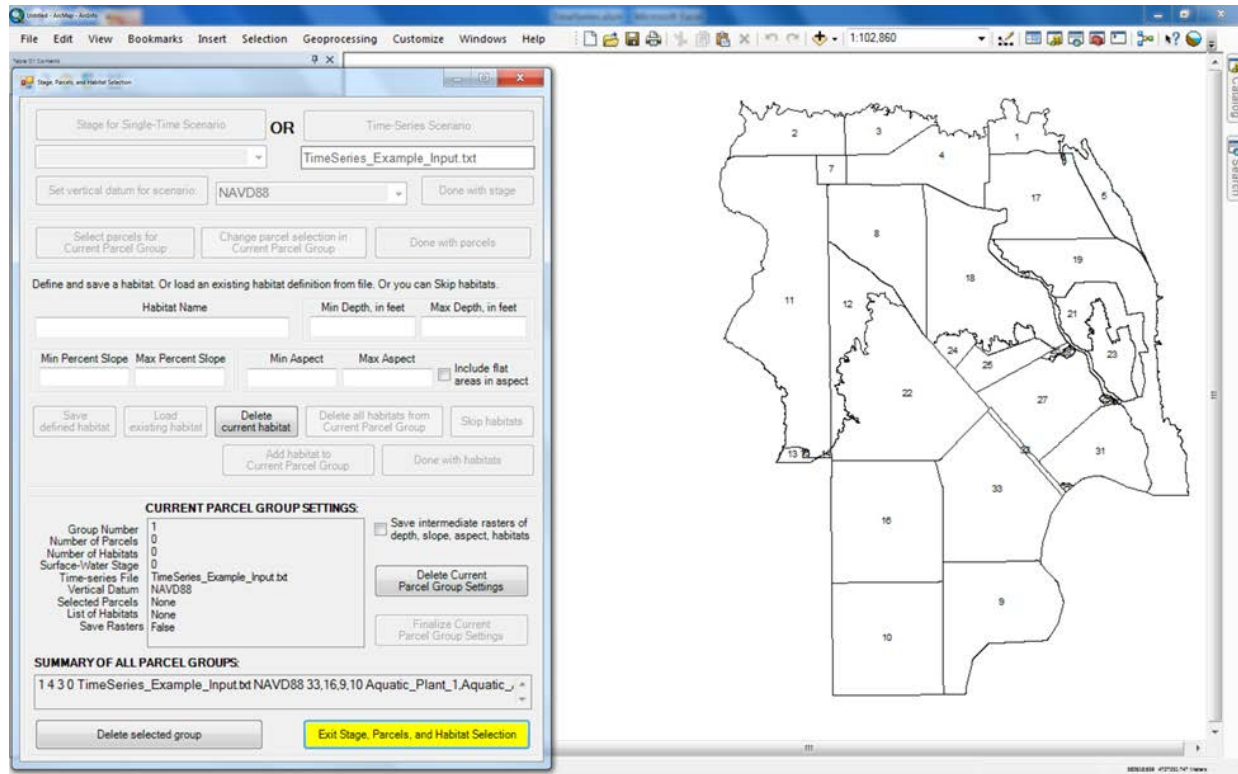 Untitled - ArcMap - ArcInfo
TimeSeries.xlsm - Microsoft Excel
File Edit View Bookmarks Insert Selection Geoprocessing Customize Windows Help
1:102,860
Table Of Contents
Stage, Parcels, and Habitat Selection
Catalog
Search
Stage for Single-Time Scenario
OR
Time-Series Scenario
TimeSeries_Example_Input.txt
Set vertical datum for scenario:
NAVD88
Done with stage
Select parcels for
Current Parcel Group
Change parcel selection in
Current Parcel Group
Done with parcels
Define and save a habitat. Or load an existing habitat definition from file. Or you can Skip habitats.
Habitat Name
Min Depth, in feet
Max Depth, in feet
Min Percent Slope
Max Percent Slope
Min Aspect
Max Aspect
Include flat
areas in aspect
Save
defined habitat
Load
existing habitat
Delete
current habitat
Delete all habitats from
Current Parcel Group
Skip habitats
Add habitat to
Current Parcel Group
Done with habitats
CURRENT PARCEL GROUP SETTINGS:
Group Number 1
Number of Parcels 0
Number of Habitats 0
Surface-Water Stage 0
Time-series File TimeSeries_Example_Input.txt
Vertical Datum NAVD88
Selected Parcels None
List of Habitats None
Save Rasters False
Save intermediate rasters of
depth, slope, aspect, habitats
Delete Current
Parcel Group Settings
Finalize Current
Parcel Group Settings
SUMMARY OF ALL PARCEL GROUPS:
1 4 3 0 TimeSeries_Example_Input.txt NAVD88 33,16,9,10 Aquatic_Plant_1,Aquatic_
Delete selected group
Exit Stage, Parcels, and Habitat Selection
2
3
4
1
7
17
5
8
19
18
11
12
21
23
24
25
22
27
13
31
33
16
9
10